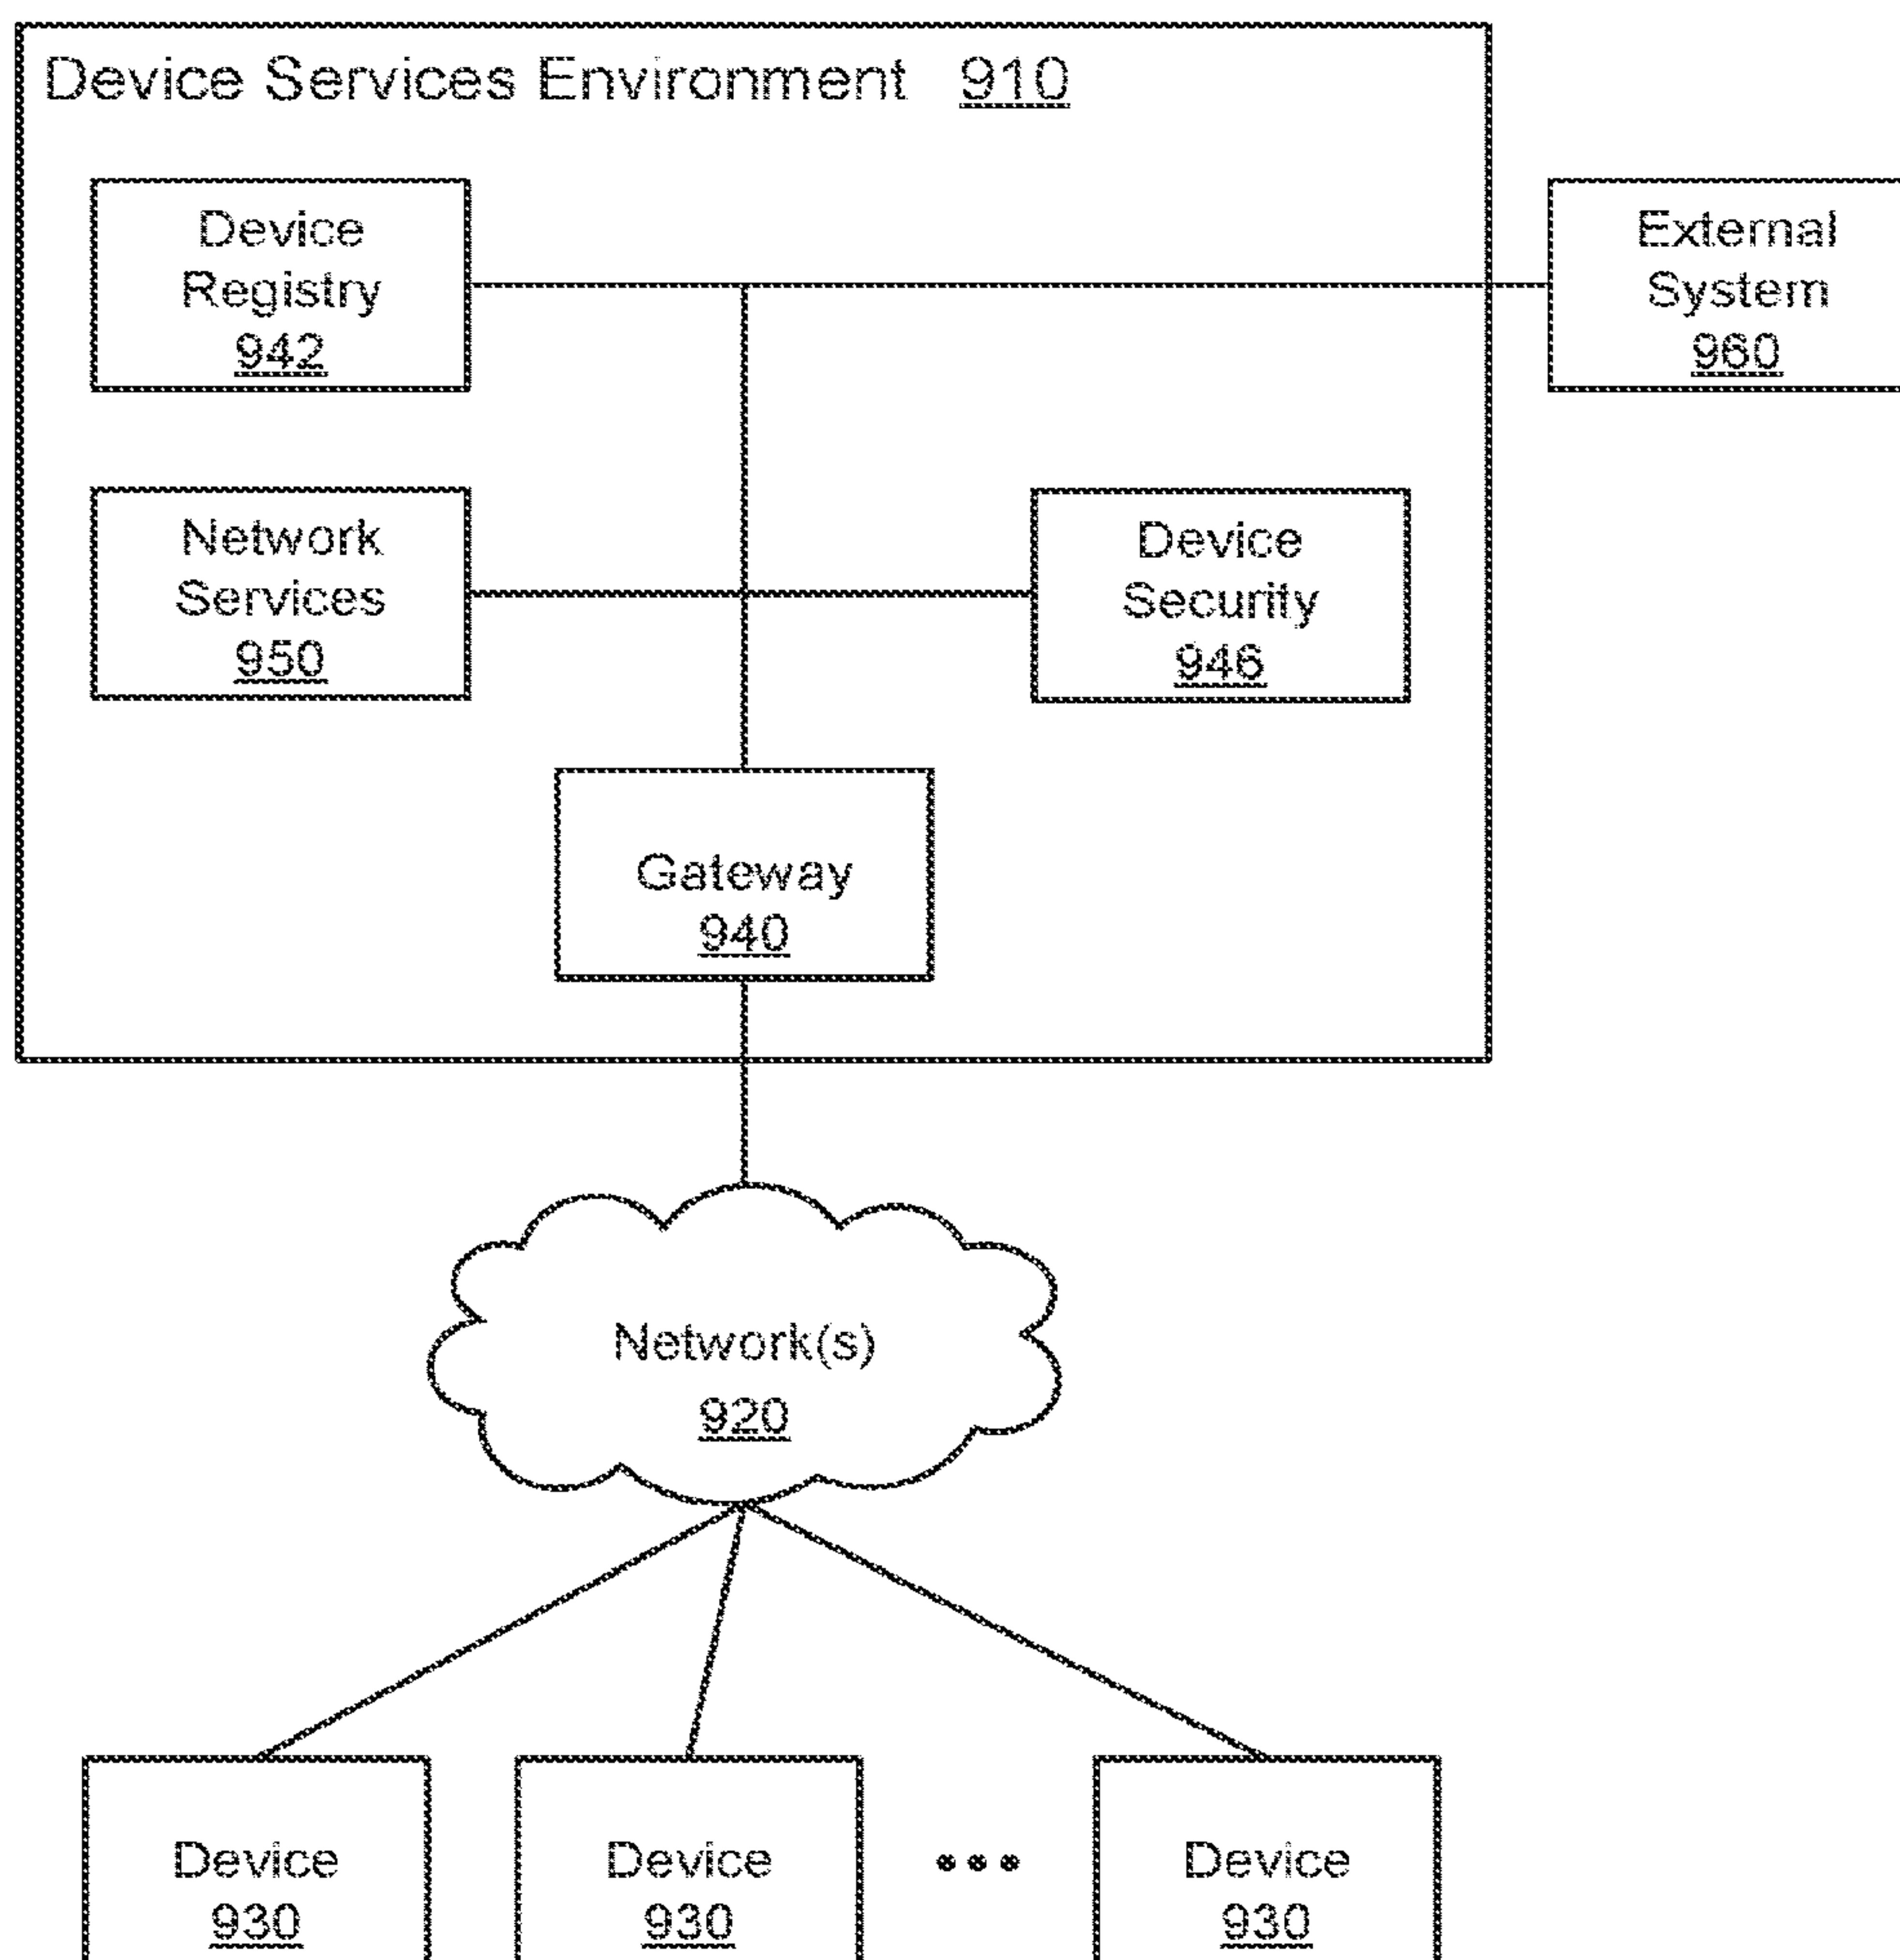 Device Services Environment 910
Device
Registry
942
External
System
960
Network
Services
950
Device
Security
946
Gateway
940
Network(s)
920
Device
930
Device
930
Device
930